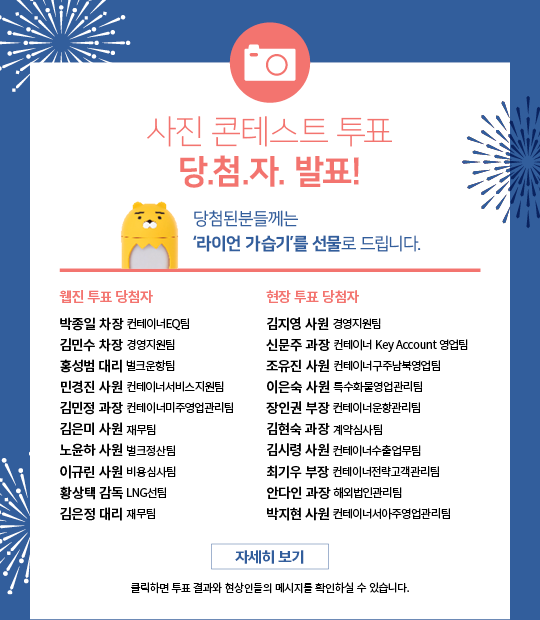 사진 콘테스트 투표
당.첨.자. 발표!
당첨된분들께는
‘라이언 가습기’를 선물로 드립니다.
웹진 투표 당첨자
박종일 차장 컨테이너EQ팀
김민수 차장 경영지원팀
홍성범 대리 벌크운항팀
민경진 사원 컨테이너서비스지원팀
김민정 과장 컨테이너미주영업관리팀
김은미 사원 재무팀
노윤하 사원 벌크정산팀
이규린 사원 비용심사팀
황상택 감독 LNG선팀
김은정 대리 재무팀
현장 투표 당첨자
김지영 사원 경영지원팀
신문주 과장 컨테이너 Key Account 영업팀
조유진 사원 컨테이너구주남북영업팀
이은숙 사원 특수화물영업관리팀
장인권 부장 컨테이너운항관리팀
김현숙 과장 계약심사팀
김시령 사원 컨테이너수출업무팀
최기우 부장 컨테이너전략고객관리팀
안다인 과장 해외법인관리팀
박지현 사원 컨테이너서아주영업관리팀
자세히 보기
클릭하면 투표 결과와 현상인들의 메시지를 확인하실 수 있습니다.